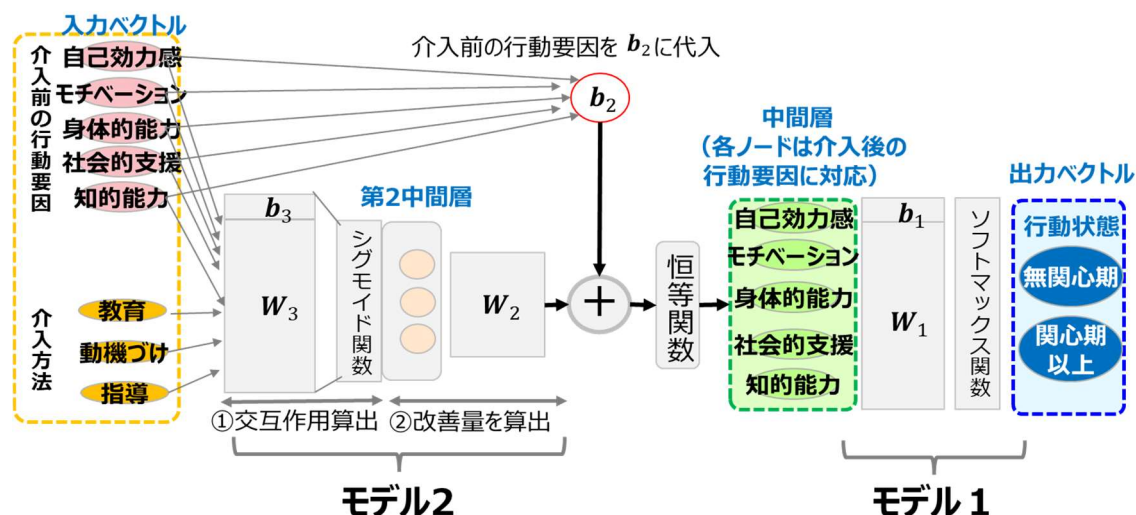 入力ベクトル
介入前の行動要因
自己効力感
モチベーション
身体的能力
社会的支援
知的能力
介入方法
教育
動機づけ
指導
介入前の行動要因を b₂に代入
b₂
b₃
W₃
シグモイド関数
第2中間層
W₂
+
恒等関数
①交互作用算出
②改善量を算出
モデル2
中間層
（各ノードは介入後の
行動要因に対応）
自己効力感
モチベーション
身体的能力
社会的支援
知的能力
b₁
W₁
ソフトマックス関数
出力ベクトル
行動状態
無関心期
関心期
以上
モデル１